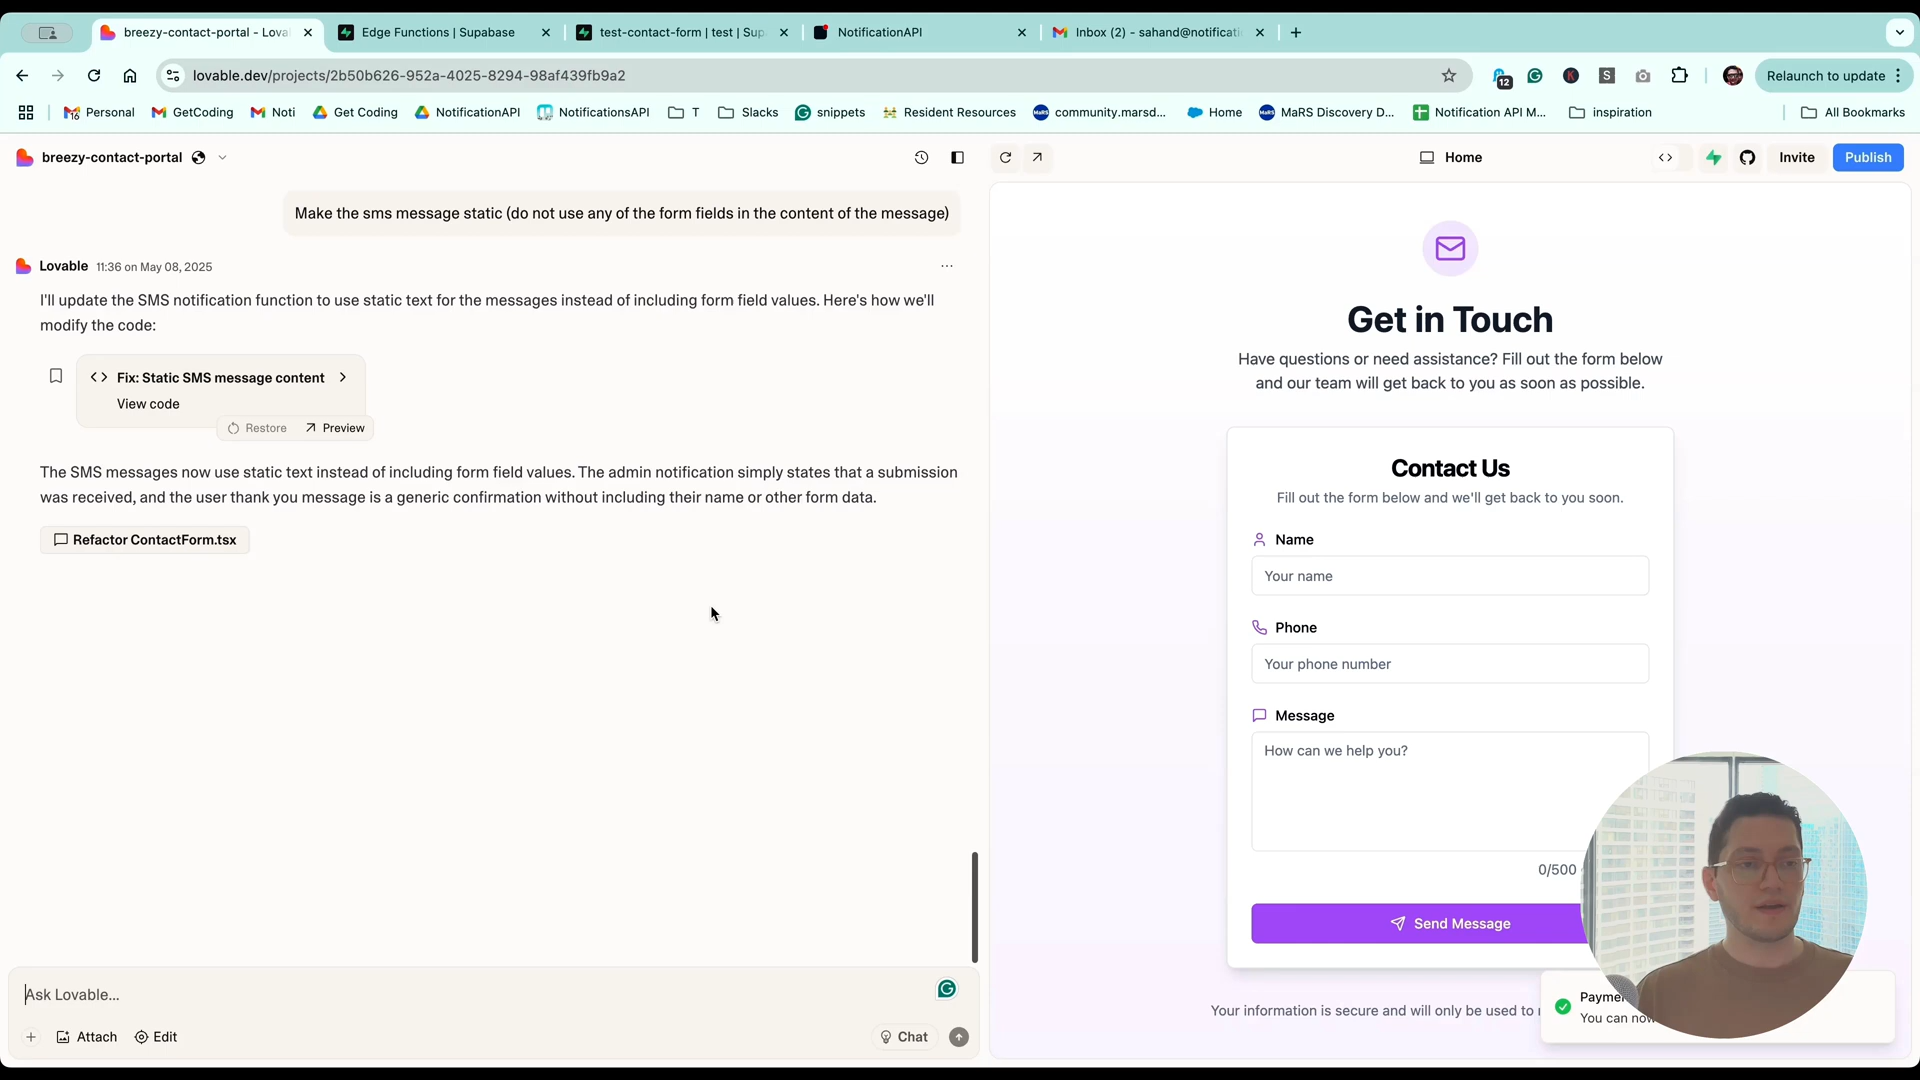 breezy-contact-portal - Lova
Edge Functions | Supabase
test-contact-form | test | Sup
NotificationAPI
Inbox (2) - sahand@notificati
lovable.dev/projects/2b50b626-952a-4025-8294-98af439fb9a2
12
Relaunch to update
Personal
GetCoding
Noti
Get Coding
NotificationAPI
NotificationsAPI
T
Slacks
snippets
Resident Resources
community.marsd...
Home
MaRS Discovery D...
Notification API M...
inspiration
All Bookmarks
breezy-contact-portal
Home
Invite
Publish
Make the sms message static (do not use any of the form fields in the content of the message)
Lovable 11:36 on May 08, 2025
I'll update the SMS notification function to use static text for the messages instead of including form field values. Here's how we'll
modify the code:
Fix: Static SMS message content
View code
Restore
Preview
The SMS messages now use static text instead of including form field values. The admin notification simply states that a submission
was received, and the user thank you message is a generic confirmation without including their name or other form data.
Refactor ContactForm.tsx
Ask Lovable...
Attach
Edit
Chat
Get in Touch
Have questions or need assistance? Fill out the form below
and our team will get back to you as soon as possible.
Contact Us
Fill out the form below and we'll get back to you soon.
Name
Your name
Phone
Your phone number
Message
How can we help you?
0/500
Send Message
Your information is secure and will only be used to
You can now